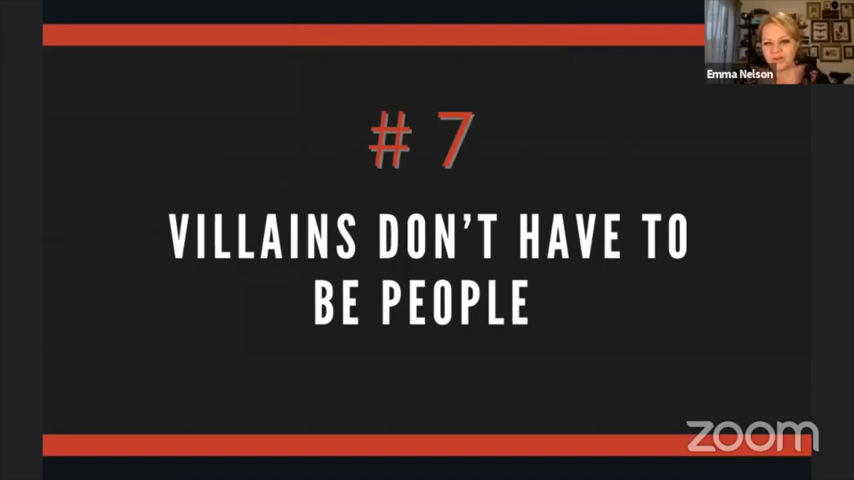 Emma Nelson
# 7
VILLAINS DON'T HAVE TO
BE PEOPLE
zoom